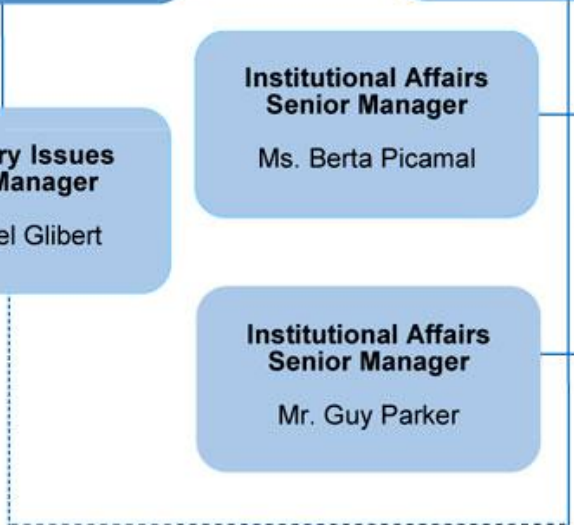 Institutional Affairs
Senior Manager
Ms. Berta Picamal
ry Issues
Manager
el Glibert
Institutional Affairs
Senior Manager
Mr. Guy Parker